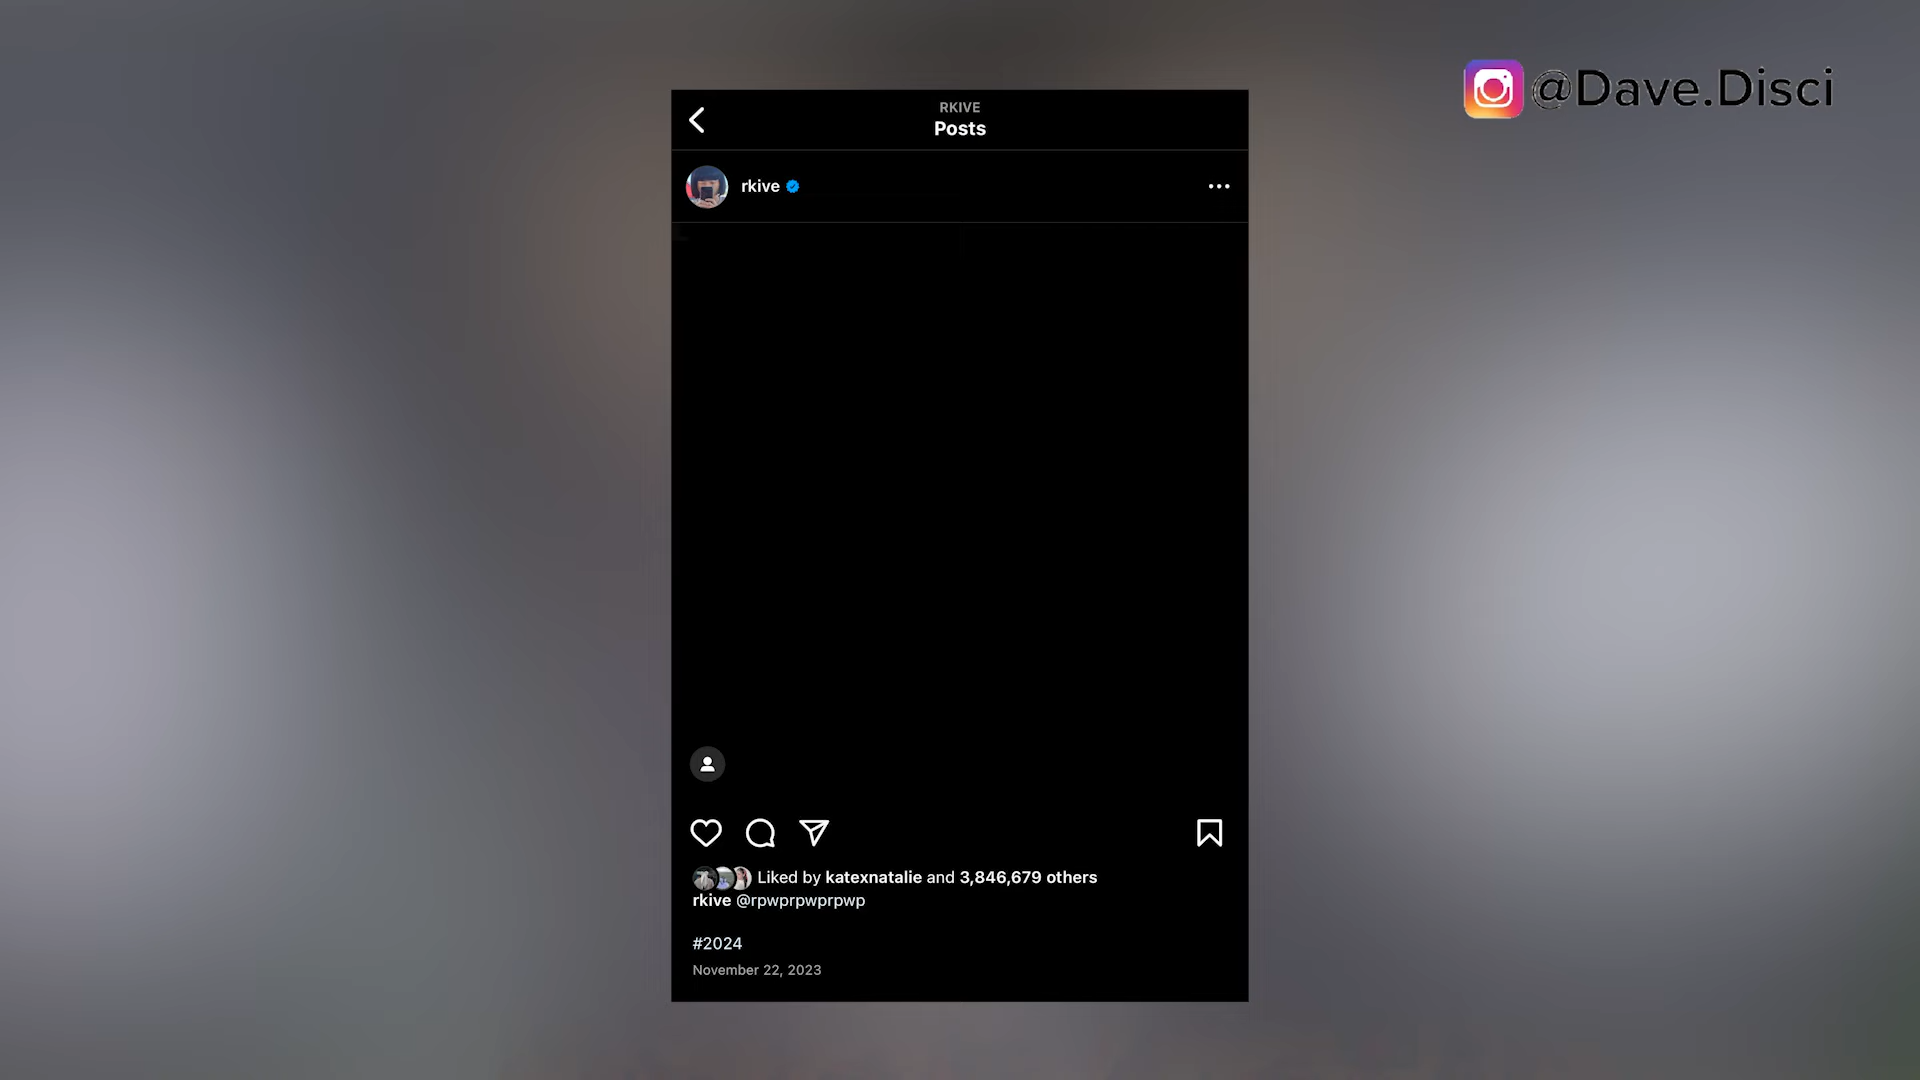 @Dave.Disci
RKIVE
Posts
rkive
Liked by katexnatalie and 3,846,679 others
rkive @rpwprpwprpwp
#2024
November 22, 2023